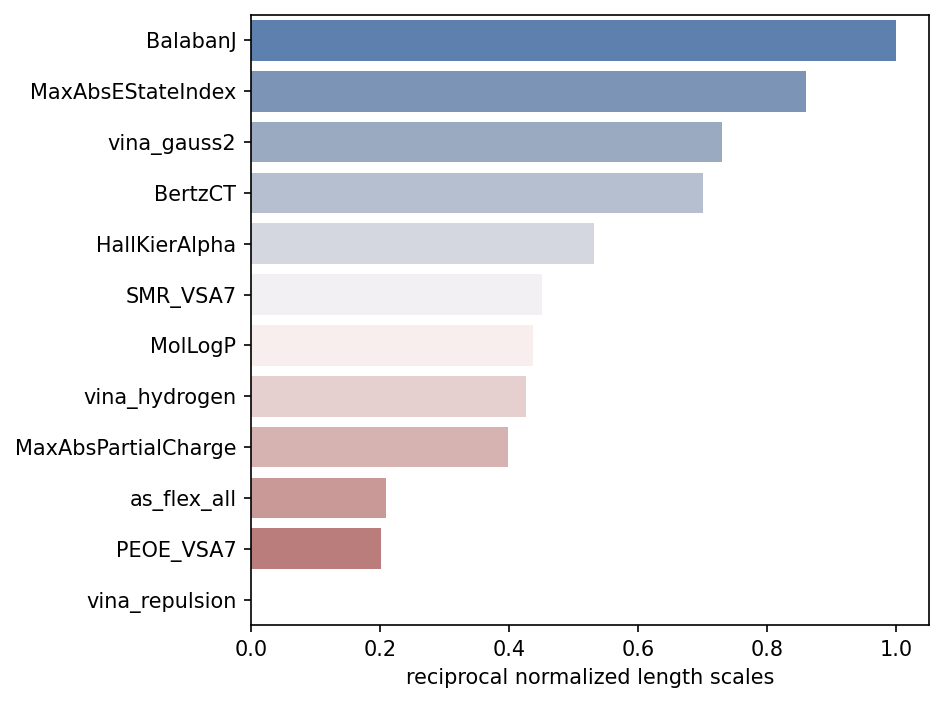 BalabanJ
MaxAbsEStateIndex
vina_gauss2
BertzCT
HallKierAlpha
SMR_VSA7
MolLogP
vina_hydrogen
MaxAbsPartialCharge
as_flex_all
PEOE_VSA7
vina_repulsion
0.0 0.2 0.4 0.6 0.8 1.0
reciprocal normalized length scales